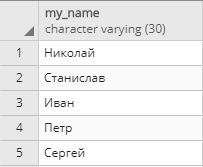 my_name
character varying (30)
1 Николай
2 Станислав
3 Иван
4 Петр
5 Сергей